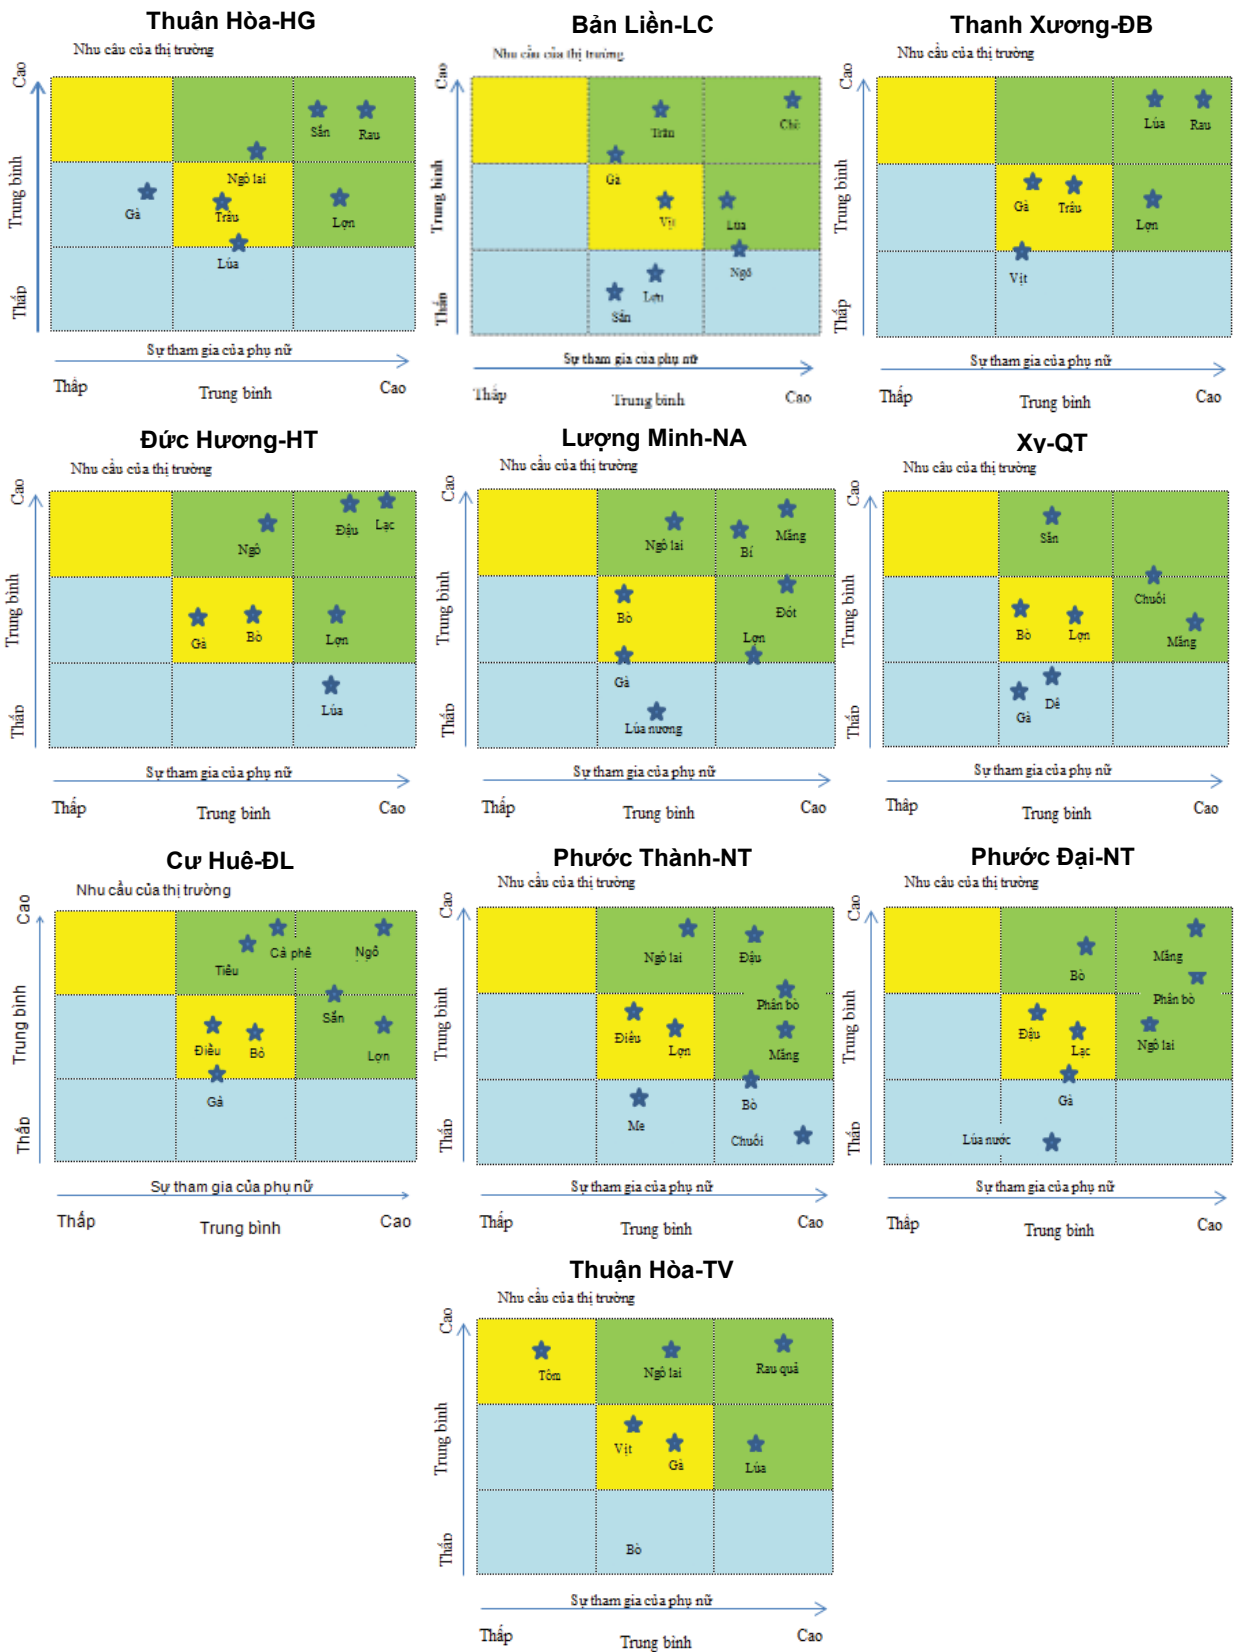 Thuân Hòa-HG
Nhu câu của thị trường
Cao
Trung bình
Thấp
Sắn
Rau
Ngô lai
Gà
Trâu
Lợn
Lúa
Sự tham gia của phụ nữ
Thấp
Trung bình
Cao
Bản Liền-LC
Nhu cầu của thị trường
Cao
Trung bình
Thấp
Trâu
Chè
Gà
Vịt
Lúa
Ngô
Lợn
Sắn
Sự tham gia của phụ nữ
Thấp
Trung bình
Cao
Thanh Xương-ĐB
Nhu cầu của thị trường
Cao
Trung bình
Thấp
Lúa
Rau
Gà
Trâu
Lợn
Vịt
Sự tham gia của phụ nữ
Thấp
Trung bình
Cao
Đức Hương-HT
Nhu cầu của thị trường
Cao
Trung bình
Thấp
Ngô
Đậu
Lạc
Gà
Bò
Lợn
Lúa
Sự tham gia của phụ nữ
Thấp
Trung bình
Cao
Lượng Minh-NA
Nhu cầu của thị trường
Cao
Trung bình
Thấp
Ngô lai
Bí
Măng
Bò
Đót
Lợn
Gà
Lúa nương
Sự tham gia của phụ nữ
Thấp
Trung bình
Cao
Xy-QT
Nhu cầu của thị trường
Cao
Trung bình
Thấp
Sắn
Chuối
Bò
Lợn
Măng
Gà
Dê
Sự tham gia của phụ nữ
Thấp
Trung bình
Cao
Cư Huê-ĐL
Nhu cầu của thị trường
Cao
Trung bình
Thấp
Tiêu
Cà phê
Ngô
Sắn
Điều
Bò
Lợn
Gà
Sự tham gia của phụ nữ
Thấp
Trung bình
Cao
Phước Thành-NT
Nhu cầu của thị trường
Cao
Trung bình
Thấp
Ngô lai
Đậu
Phân bò
Điều
Lợn
Măng
Me
Bò
Chuối
Sự tham gia của phụ nữ
Thấp
Trung bình
Cao
Phước Đại-NT
Nhu cầu của thị trường
Cao
Trung bình
Thấp
Bò
Măng
Phân bò
Đậu
Lạc
Ngô lai
Gà
Lúa nước
Sự tham gia của phụ nữ
Thấp
Trung bình
Cao
Thuận Hòa-TV
Nhu cầu của thị trường
Cao
Trung bình
Thấp
Tôm
Ngô lai
Rau quả
Vịt
Gà
Lúa
Bò
Sự tham gia của phụ nữ
Thấp
Trung bình
Cao